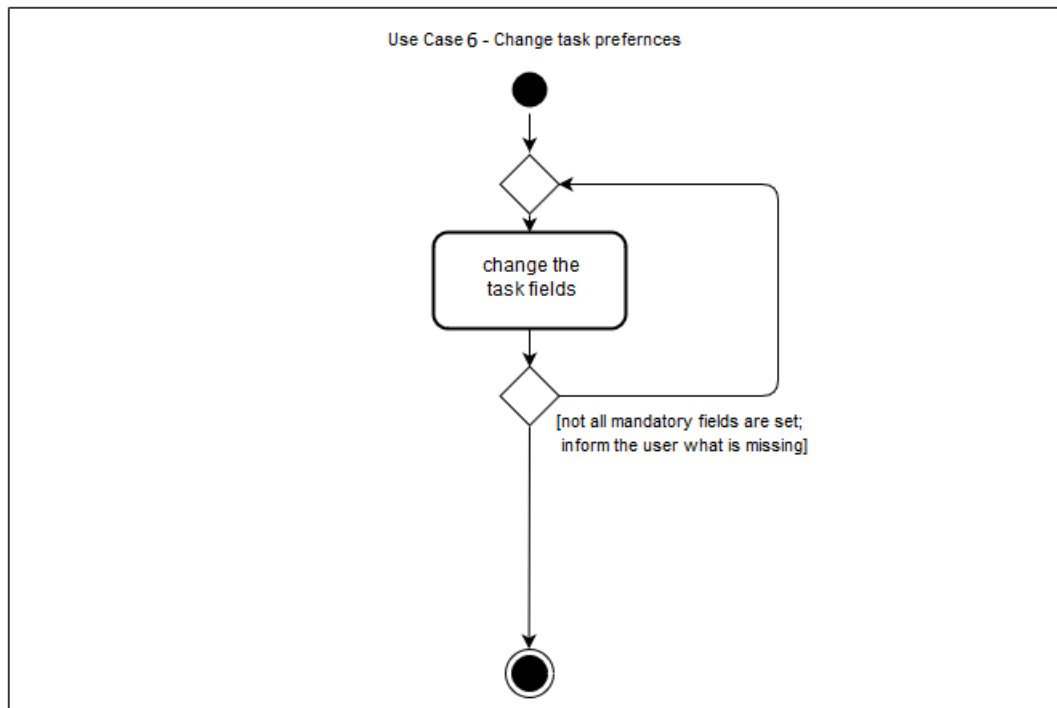 Use Case 6 - Change task prefernces
change the
task fields
[not all mandatory fields are set;
inform the user what is missing]